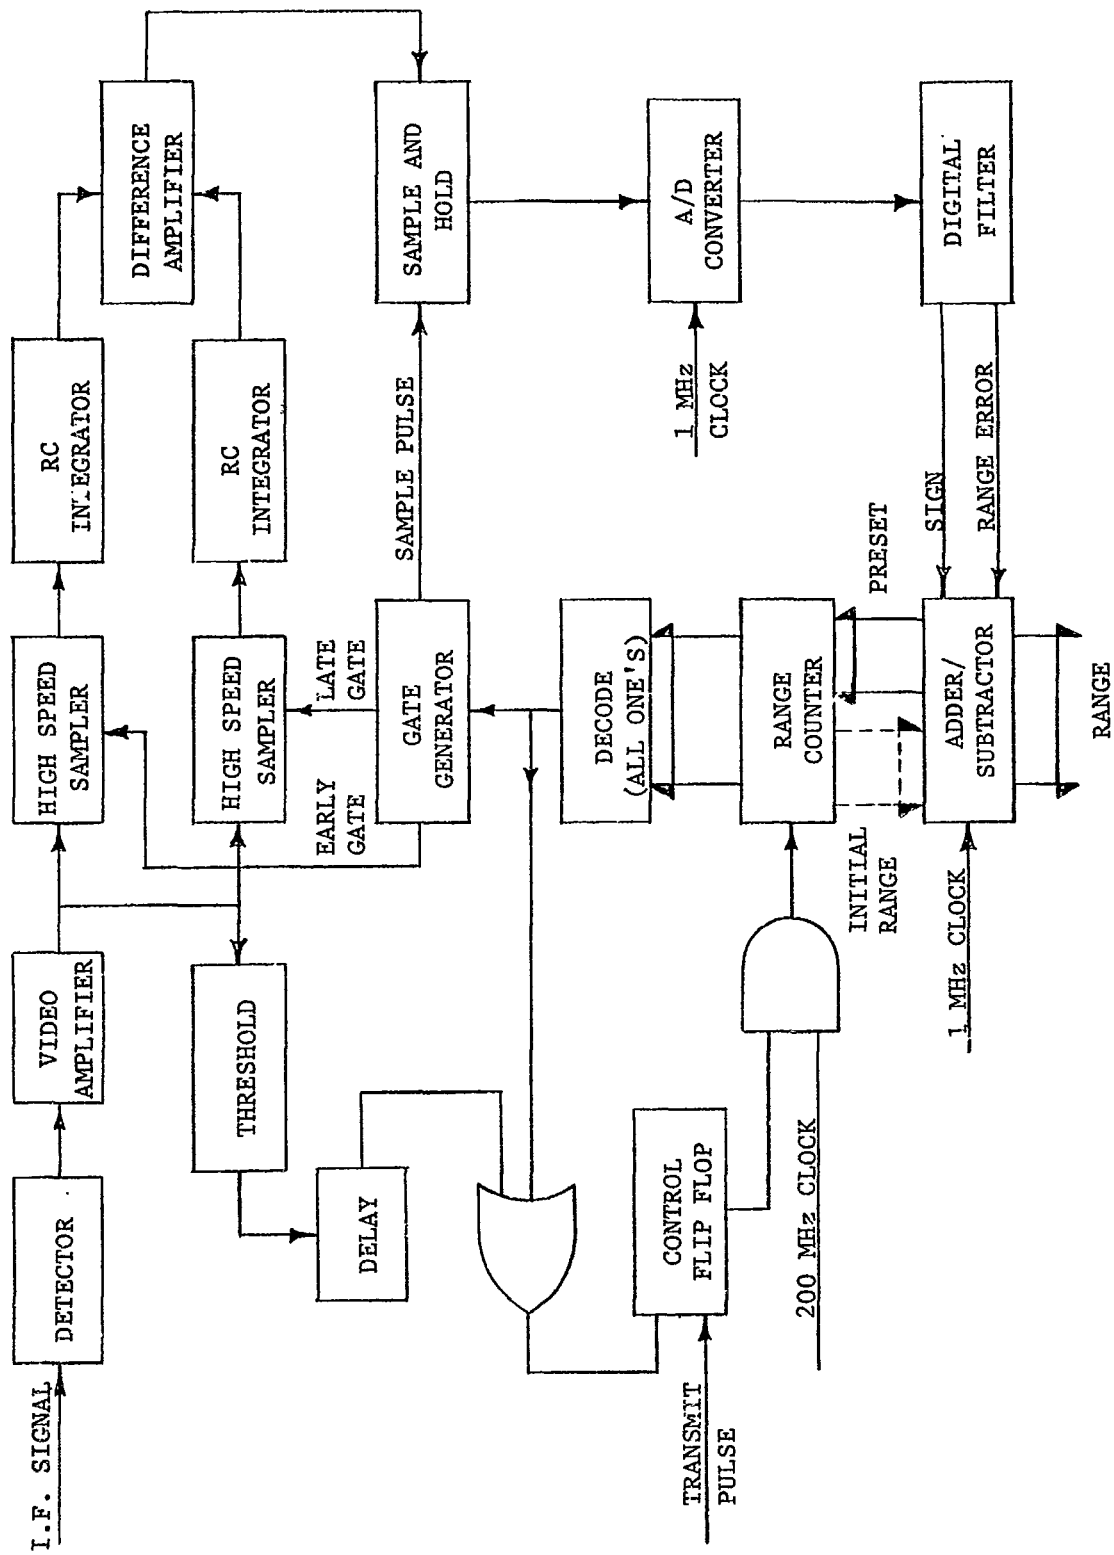 I.F. SIGNAL
DETECTOR
VIDEO
AMPLIFIER
HIGH SPEED
SAMPLER
RC
INTEGRATOR
DIFFERENCE
AMPLIFIER
THRESHOLD
HIGH SPEED
SAMPLER
RC
INTEGRATOR
DELAY
EARLY
GATE
LATE
GATE
GATE
GENERATOR
SAMPLE PULSE
SAMPLE AND
HOLD
DECODE
(ALL ONE'S)
TRANSMIT
PULSE
CONTROL
FLIP FLOP
200 MHz CLOCK
RANGE
COUNTER
1 MHz
CLOCK
A/D
CONVERTER
INITIAL
RANGE
PRESET
1 MHz CLOCK
ADDER/
SUBTRACTOR
SIGN
RANGE ERROR
DIGITAL
FILTER
RANGE